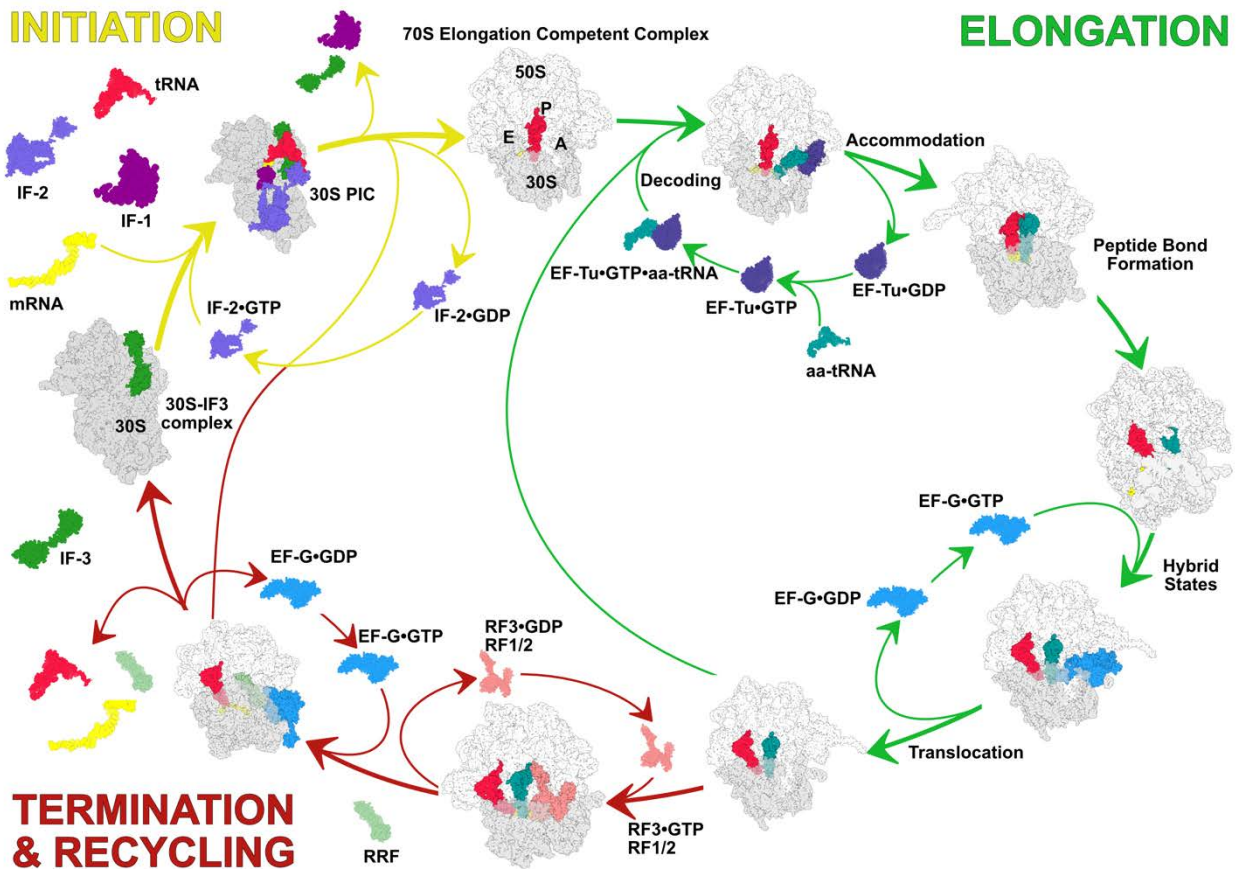 INITIATION
ELONGATION
70S Elongation Competent Complex
tRNA
50S
P
E
A
30S
IF-2
IF-1
30S PIC
mRNA
IF-2•GTP
IF-2•GDP
30S-IF3
complex
30S
Decoding
Accommodation
EF-Tu•GTP•aa-tRNA
EF-Tu•GTP
EF-Tu•GDP
aa-tRNA
Peptide Bond
Formation
EF-G•GTP
Hybrid
States
EF-G•GDP
Translocation
IF-3
EF-G•GDP
EF-G•GTP
RF3•GDP
RF1/2
RF3•GTP
RF1/2
RRF
TERMINATION
& RECYCLING